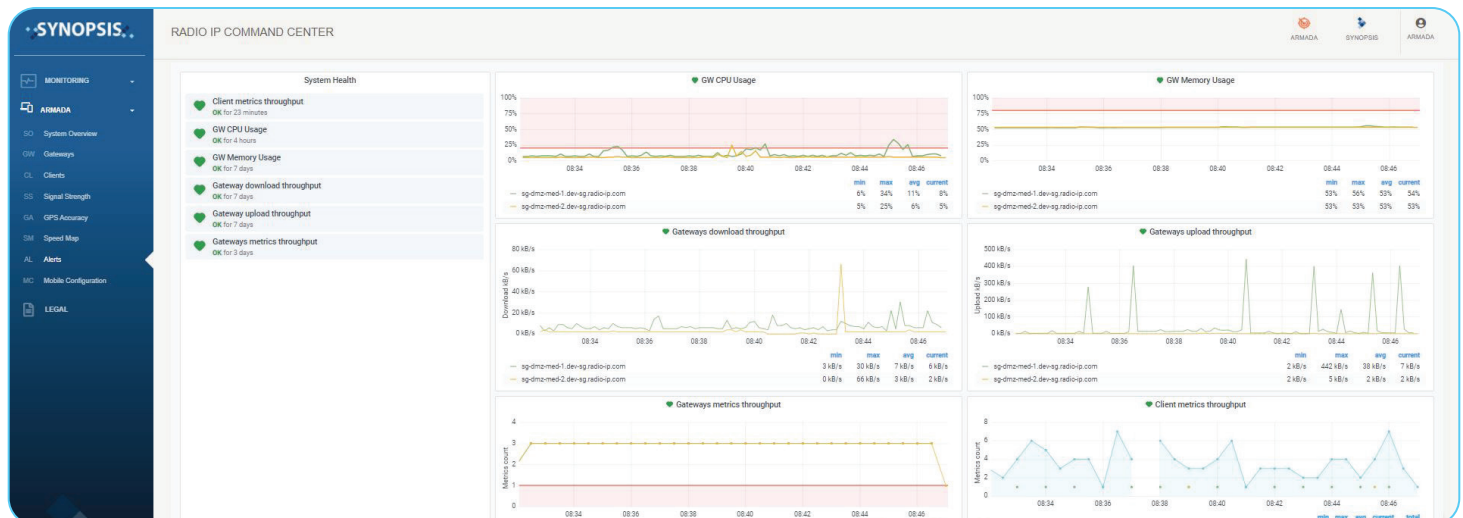 SYNOPSIS
RADIO IP COMMAND CENTER
ARMADA
SYNOPSIS
ARMADA
MONITORING
ARMADA
SO System Overview
GW Gateways
CL Clients
SS Signal Strength
GA GPS Accuracy
SM Speed Map
AL Alerts
MC Mobile Configuration
LEGAL
System Health
Client metrics throughput
OK for 23 minutes
GW CPU Usage
OK for 4 hours
GW Memory Usage
OK for 7 days
Gateway download throughput
OK for 7 days
Gateway upload throughput
OK for 7 days
Gateways metrics throughput
OK for 3 days
GW CPU Usage
100%
75%
50%
25%
0%
08:34 08:36 08:38 08:40 08:42 08:44 08:46
min max avg current
sg-dmz-med-1.dev-sg.radio-ip.com 6% 34% 11% 8%
sg-dmz-med-2.dev-sg.radio-ip.com 5% 25% 6% 5%
GW Memory Usage
100%
75%
50%
25%
0%
08:34 08:36 08:38 08:40 08:42 08:44 08:46
min max avg current
sg-dmz-med-1.dev-sg.radio-ip.com 53% 56% 53% 54%
sg-dmz-med-2.dev-sg.radio-ip.com 53% 53% 53% 53%
Gateways download throughput
Download kB/s
80 kB/s
60 kB/s
40 kB/s
20 kB/s
0 kB/s
08:34 08:36 08:38 08:40 08:42 08:44 08:46
min max avg current
sg-dmz-med-1.dev-sg.radio-ip.com 3 kB/s 30 kB/s 7 kB/s 6 kB/s
sg-dmz-med-2.dev-sg.radio-ip.com 0 kB/s 66 kB/s 3 kB/s 2 kB/s
Gateways upload throughput
Upload kB/s
500 kB/s
400 kB/s
300 kB/s
200 kB/s
100 kB/s
0 kB/s
08:34 08:36 08:38 08:40 08:42 08:44 08:46
min max avg current
sg-dmz-med-1.dev-sg.radio-ip.com 2 kB/s 442 kB/s 38 kB/s 7 kB/s
sg-dmz-med-2.dev-sg.radio-ip.com 2 kB/s 5 kB/s 2 kB/s 2 kB/s
Gateways metrics throughput
Metrics count
4
3
2
1
0
08:34 08:36 08:38 08:40 08:42 08:44 08:46
Client metrics throughput
Metrics count
8
6
4
2
0
08:34 08:36 08:38 08:40 08:42 08:44 08:46
min max avg current total